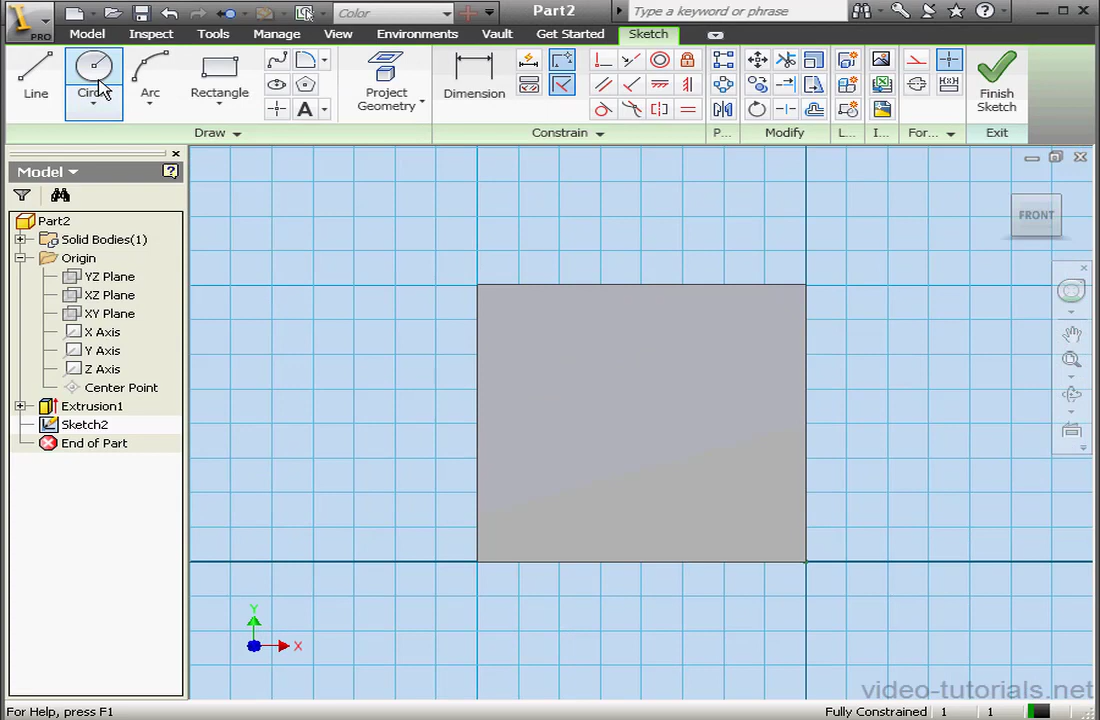 PRO
Color
Part2
Type a keyword or phrase
Model Inspect Tools Manage View Environments Vault Get Started Sketch
Line
Circ
Arc
Rectangle
A
Project
Geometry
Dimension
Finish
Sketch
Draw
Constrain
P...
Modify
L...
I...
For...
Exit
Model
Part2
Solid Bodies(1)
Origin
YZ Plane
XZ Plane
XY Plane
X Axis
Y Axis
Z Axis
Center Point
Extrusion1
Sketch2
End of Part
FRONT
Y
X
video-tutorials.net
For Help, press F1
Fully Constrained 1 1